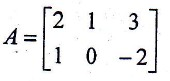 A = [2 1 3
1 0 -2]